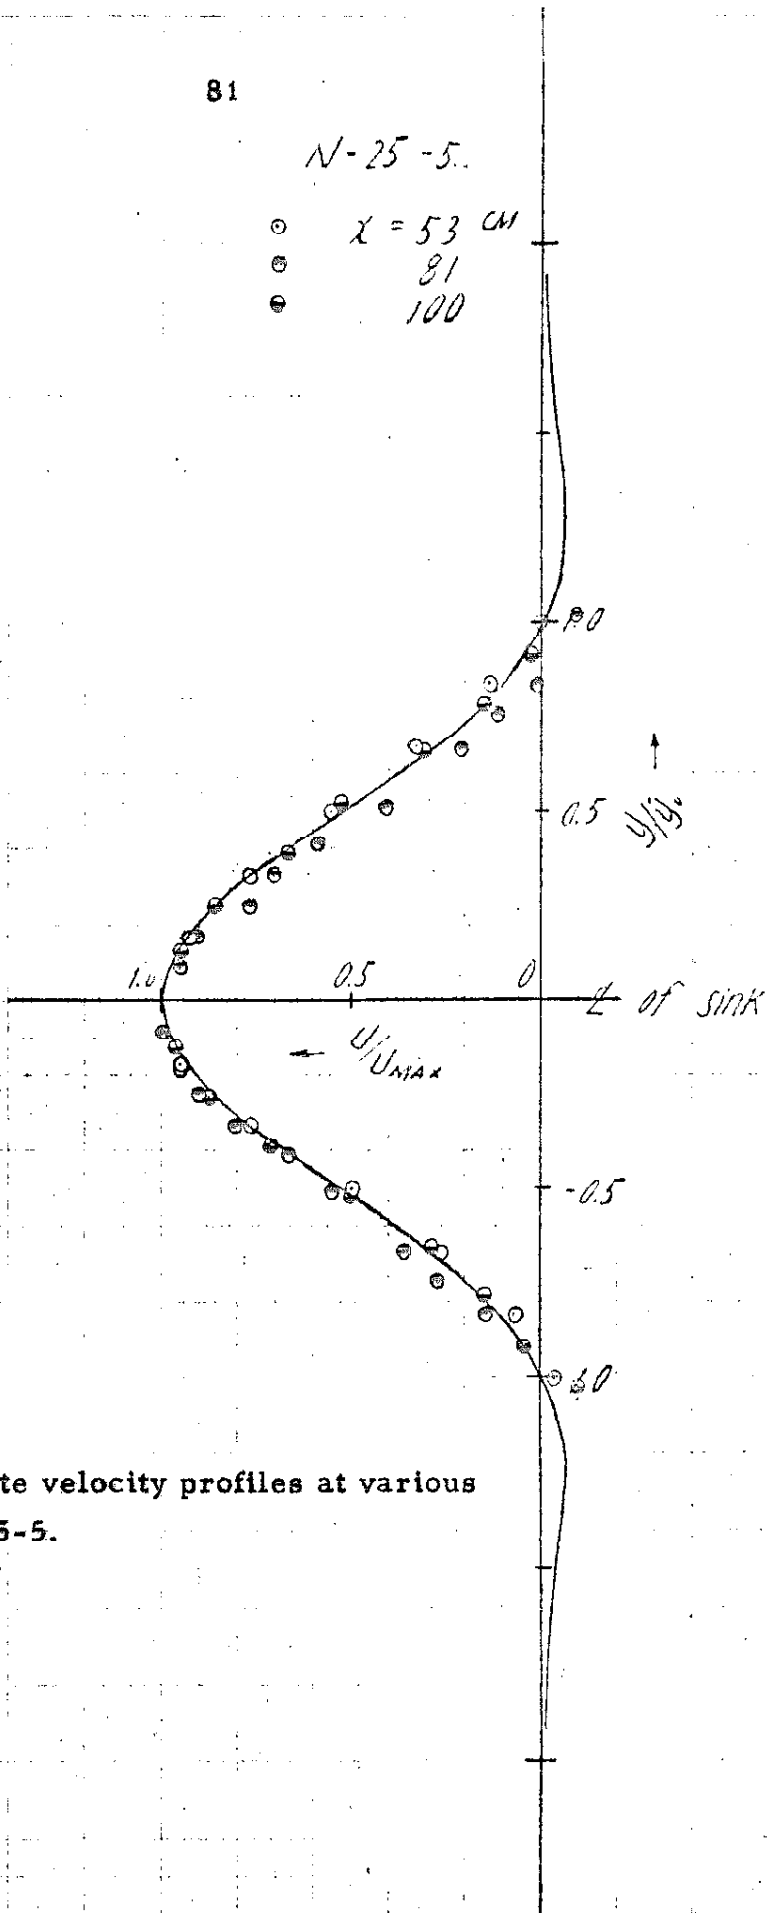 81
N-25-5.
x = 53 CM
81
100
1.0
0.5
y/y₀
1.0 0.5 0 ℄ of sink
u/u MAX
-0.5
1.0
te velocity profiles at various
5-5.